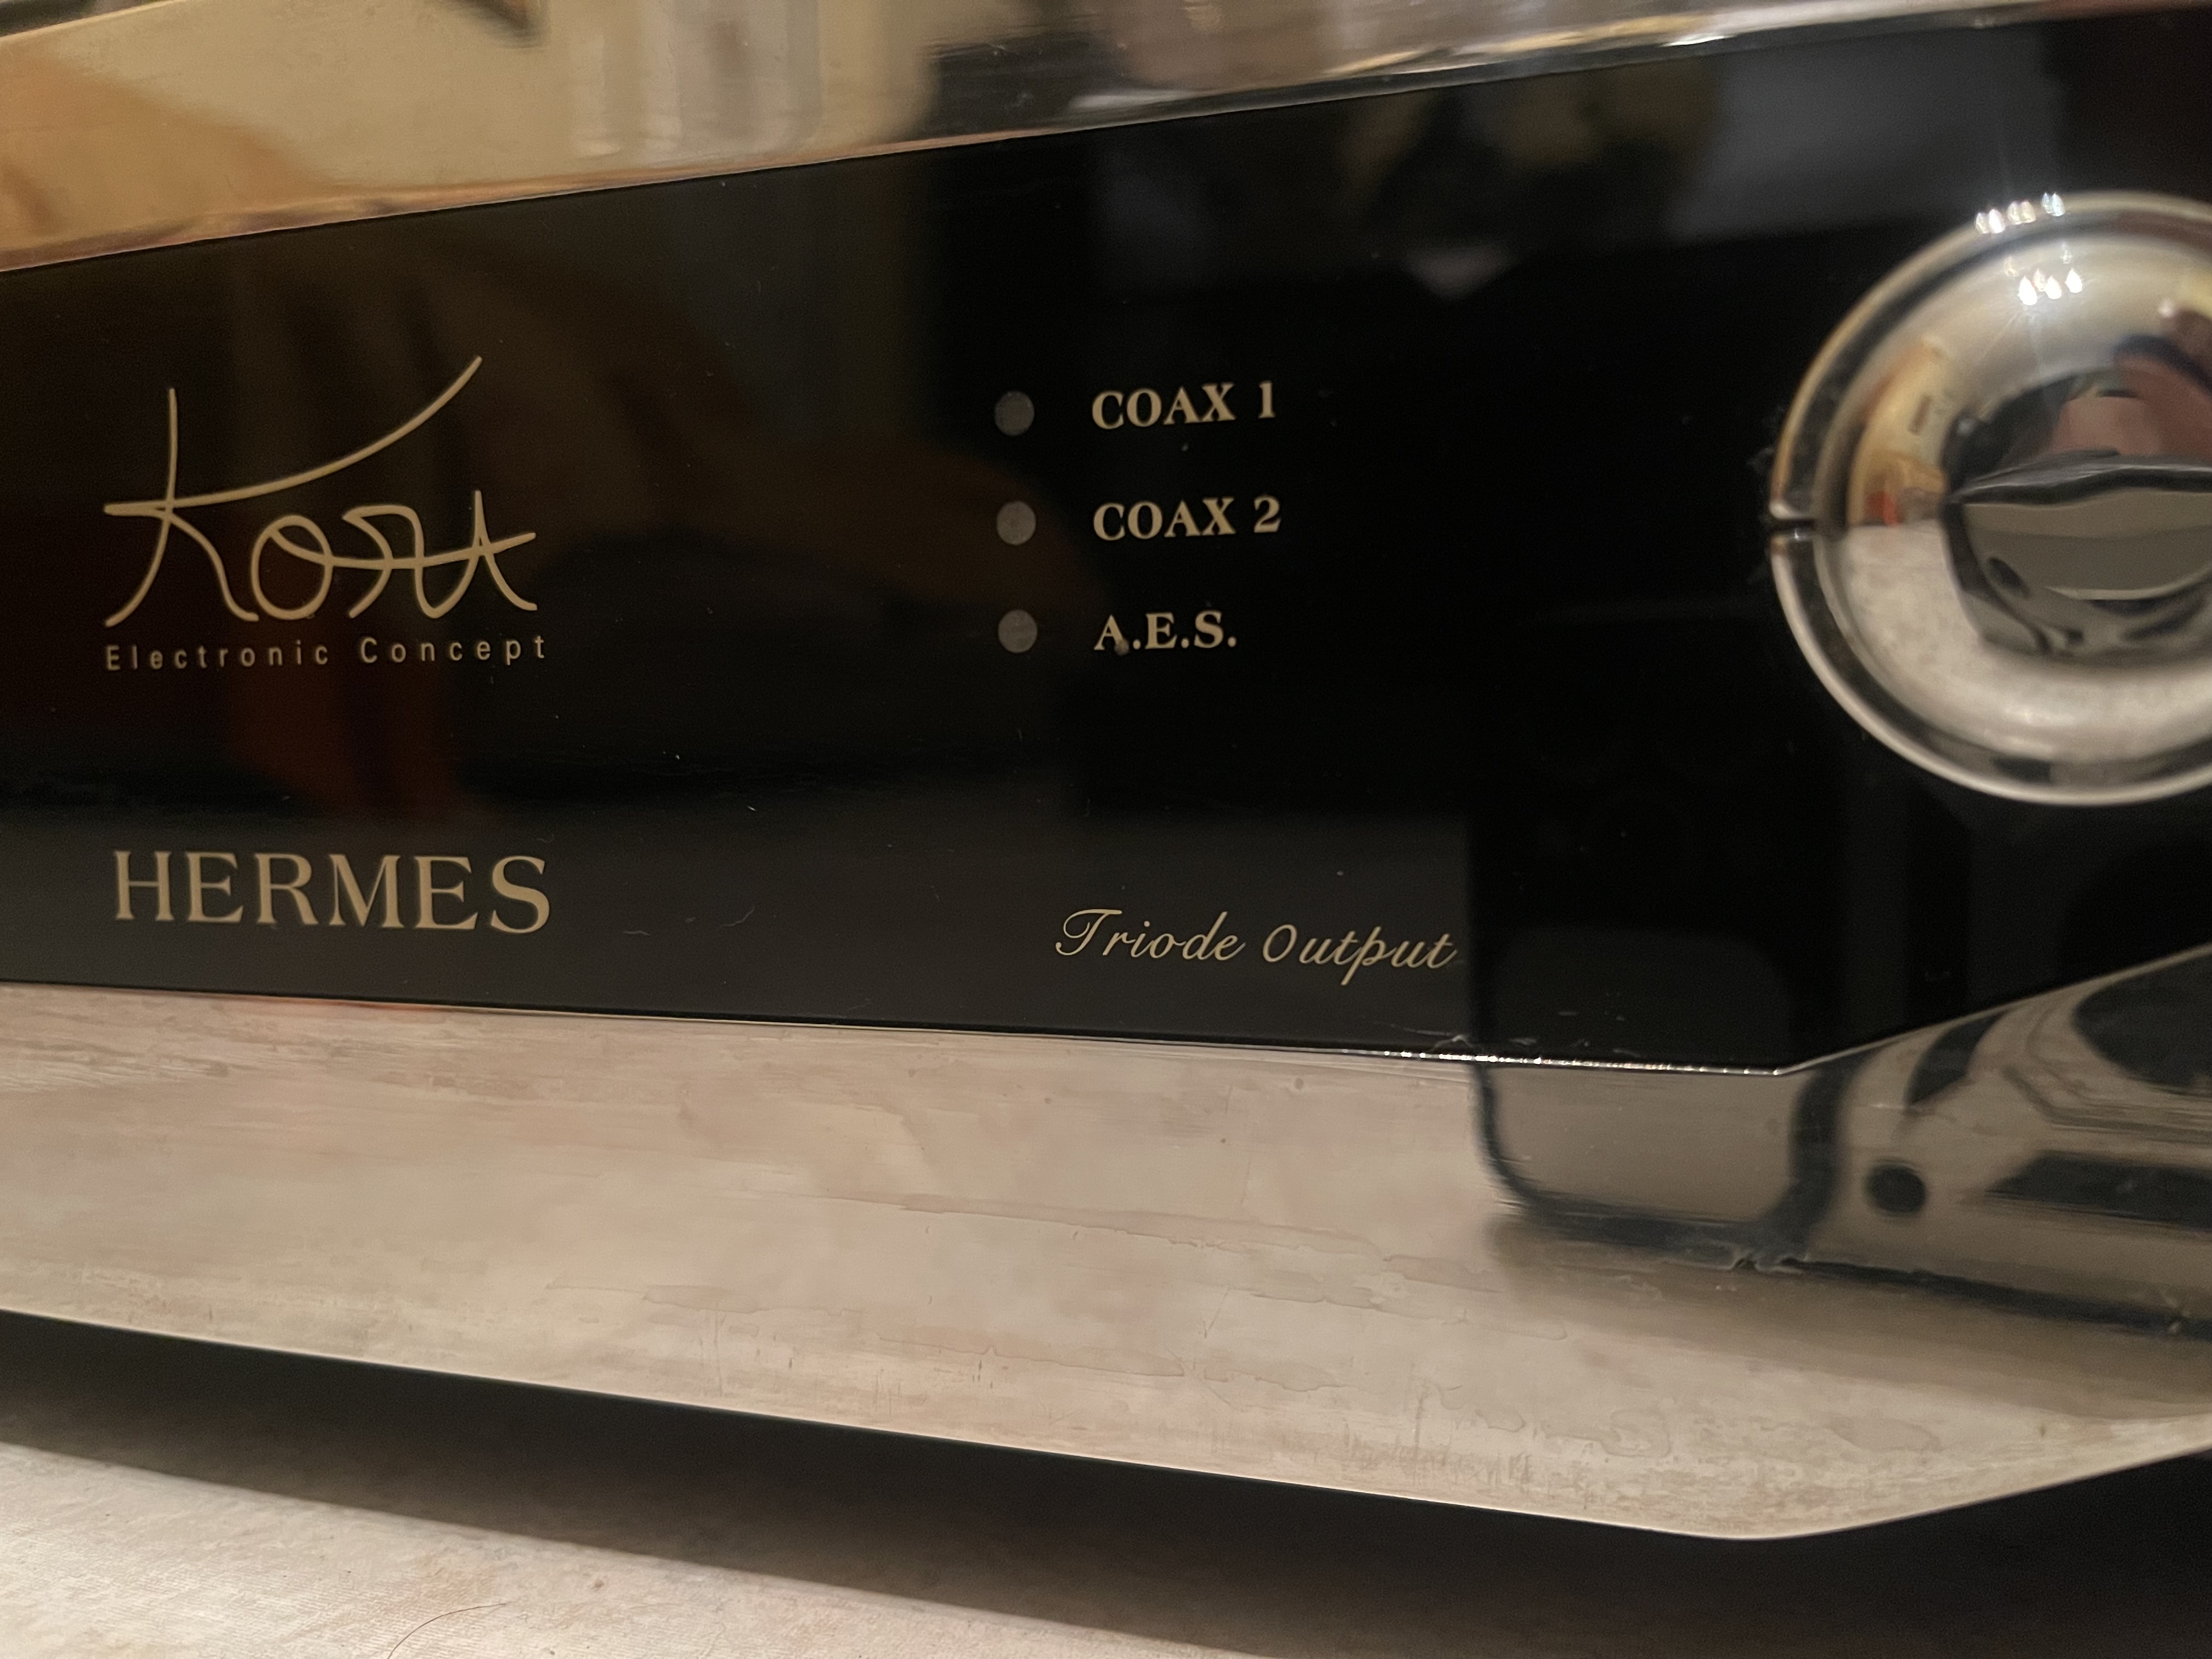 Kora
Electronic Concept
HERMES
COAX 1
COAX 2
A.E.S.
Triode Output